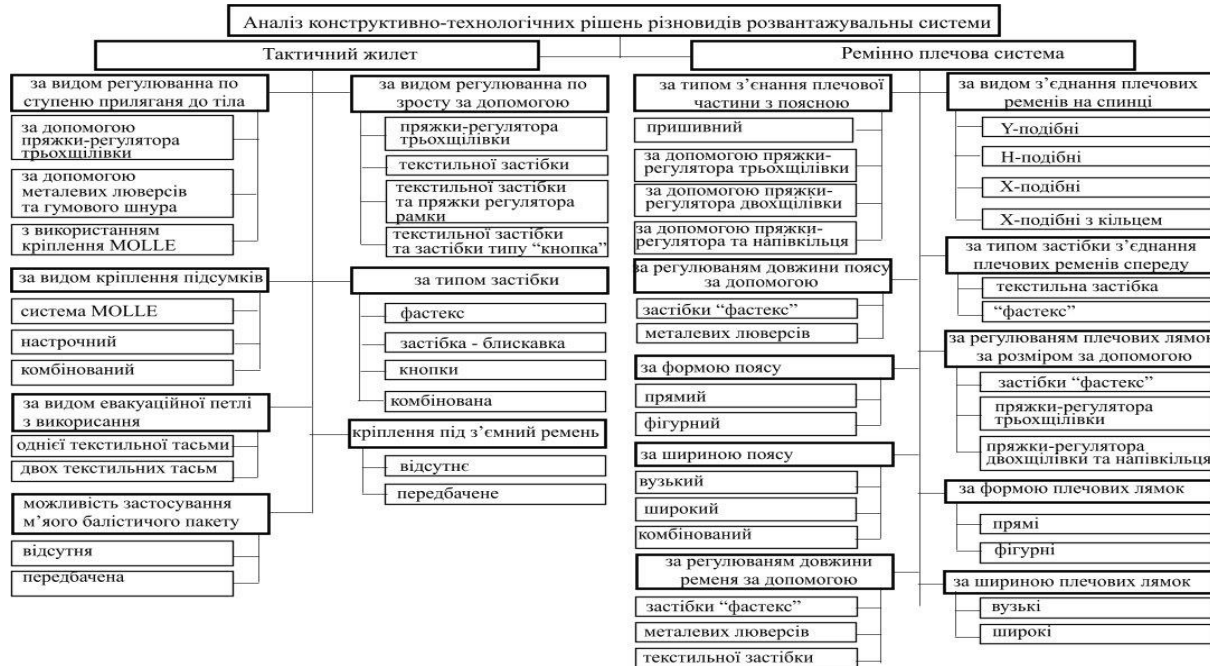 Аналіз конструктивно-технологічних рішень різновидів розвантажувальны системи
Тактичний жилет
за видом регулюванна по
ступеню приляганя до тіла
за допомогою
пряжки-регулятора
трьохщілівки
за допомогою
металевих люверсів
та гумового шнура
з використанням
кріплення MOLLE
за видом кріплення підсумків
система MOLLE
настрочний
комбінований
за видом евакуаційної петлі
з викорисання
однієї текстильної тасьми
двох текстильних тасьм
можливість застосування
м’яого балістичого пакету
відсутня
передбачена
за видом регулюванна по
зросту за допомогою
пряжки-регулятора
трьохщілівки
текстильної застібки
текстильної застібки
та пряжки регулятора
рамки
текстильної застібки
та застібки типу “кнопка”
за типом застібки
фастекс
застібка - блискавка
кнопки
комбінована
кріплення під з’ємний ремень
відсутнє
передбачене
Ремінно плечова система
за типом з’єнання плечової
частини з поясною
пришивний
за допомогою пряжки-
регулятора трьохщілівки
за допомогою пряжки-
регулятора двохщілівки
за допомогою пряжки-
регулятора та напівкільця
за регулюваням довжини поясу
за допомогою
застібки “фастекс”
металевих люверсів
за формою поясу
прямий
фігурний
за шириною поясу
вузький
широкий
комбінований
за регулюваням довжини
ременя за допомогою
застібки “фастекс”
металевих люверсів
текстильної застібки
за видом з’єднання плечових
ременів на спинці
Y-подібні
Н-подібні
Х-подібні
Х-подібні з кільцем
за типом застібки з’єднання
плечових ременів спереду
текстильна застібка
“фастекс”
за регулюваням плечових лямок
за розміром за допомогою
застібки “фастекс”
пряжки-регулятора
трьохщілівки
пряжки-регулятора
двохщілівки та напівкільця
за формою плечових лямок
прямі
фігурні
за шириною плечових лямок
вузькі
широкі